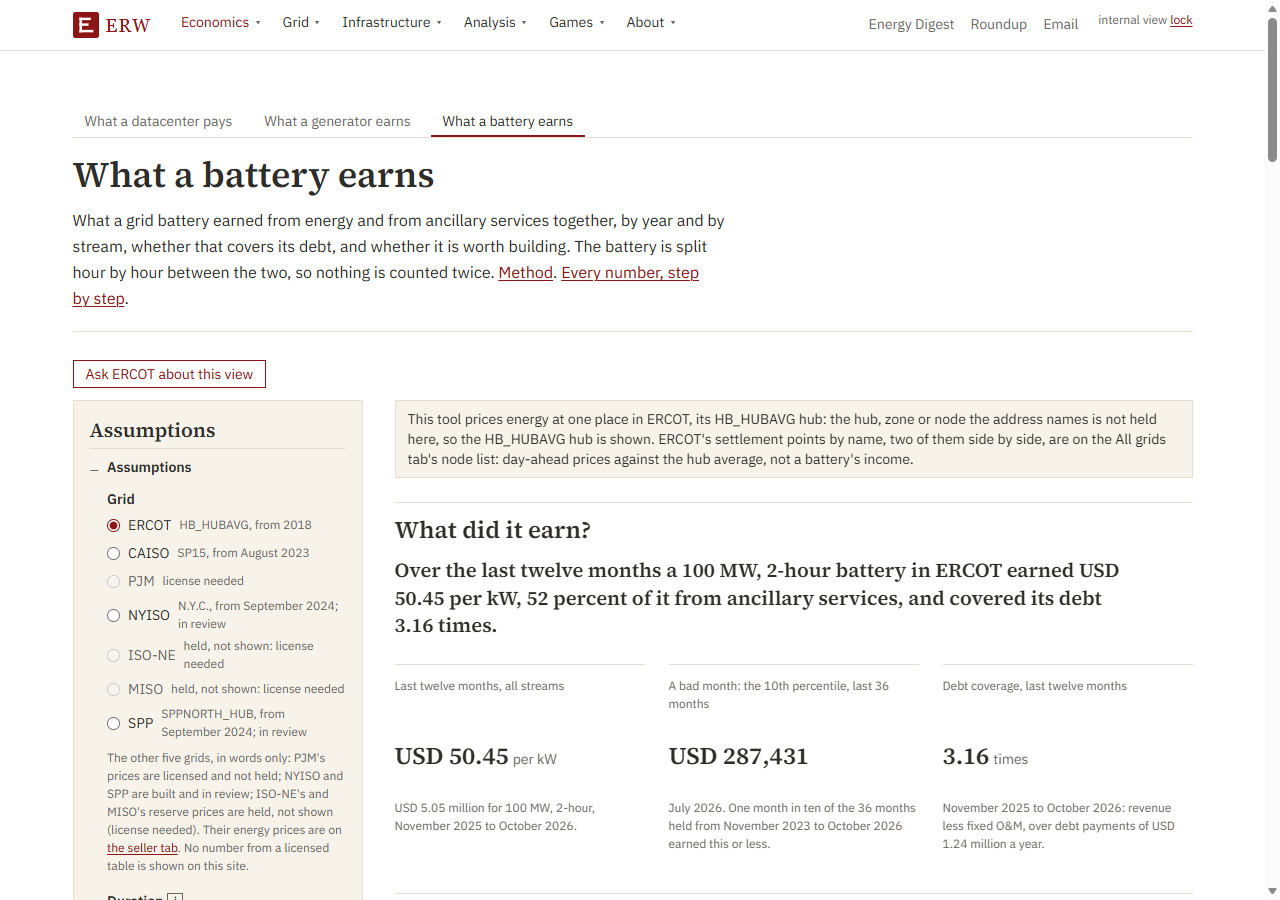 E ERW Economics Grid Infrastructure Analysis Games About Energy Digest Roundup Email internal view lock
What a datacenter pays What a generator earns What a battery earns
What a battery earns
What a grid battery earned from energy and from ancillary services together, by year and by
stream, whether that covers its debt, and whether it is worth building. The battery is split
hour by hour between the two, so nothing is counted twice. Method. Every number, step
by step.
Ask ERCOT about this view
Assumptions
– Assumptions
Grid
ERCOT HB_HUBAVG, from 2018
CAISO SP15, from August 2023
PJM license needed
NYISO N.Y.C., from September 2024;
in review
ISO-NE held, not shown: license
needed
MISO held, not shown: license needed
SPP SPPNORTH_HUB, from
September 2024; in review
The other five grids, in words only: PJM's
prices are licensed and not held; NYISO and
SPP are built and in review; ISO-NE's and
MISO's reserve prices are held, not shown
(license needed). Their energy prices are on
the seller tab. No number from a licensed
table is shown on this site.
Duration i
This tool prices energy at one place in ERCOT, its HB_HUBAVG hub: the hub, zone or node the address names is not held
here, so the HB_HUBAVG hub is shown. ERCOT's settlement points by name, two of them side by side, are on the All grids
tab's node list: day-ahead prices against the hub average, not a battery's income.
What did it earn?
Over the last twelve months a 100 MW, 2-hour battery in ERCOT earned USD
50.45 per kW, 52 percent of it from ancillary services, and covered its debt
3.16 times.
Last twelve months, all streams
USD 50.45 per kW
USD 5.05 million for 100 MW, 2-hour,
November 2025 to October 2026.
A bad month: the 10th percentile, last 36
months
USD 287,431
July 2026. One month in ten of the 36 months
held from November 2023 to October 2026
earned this or less.
Debt coverage, last twelve months
3.16 times
November 2025 to October 2026: revenue
less fixed O&M, over debt payments of USD
1.24 million a year.